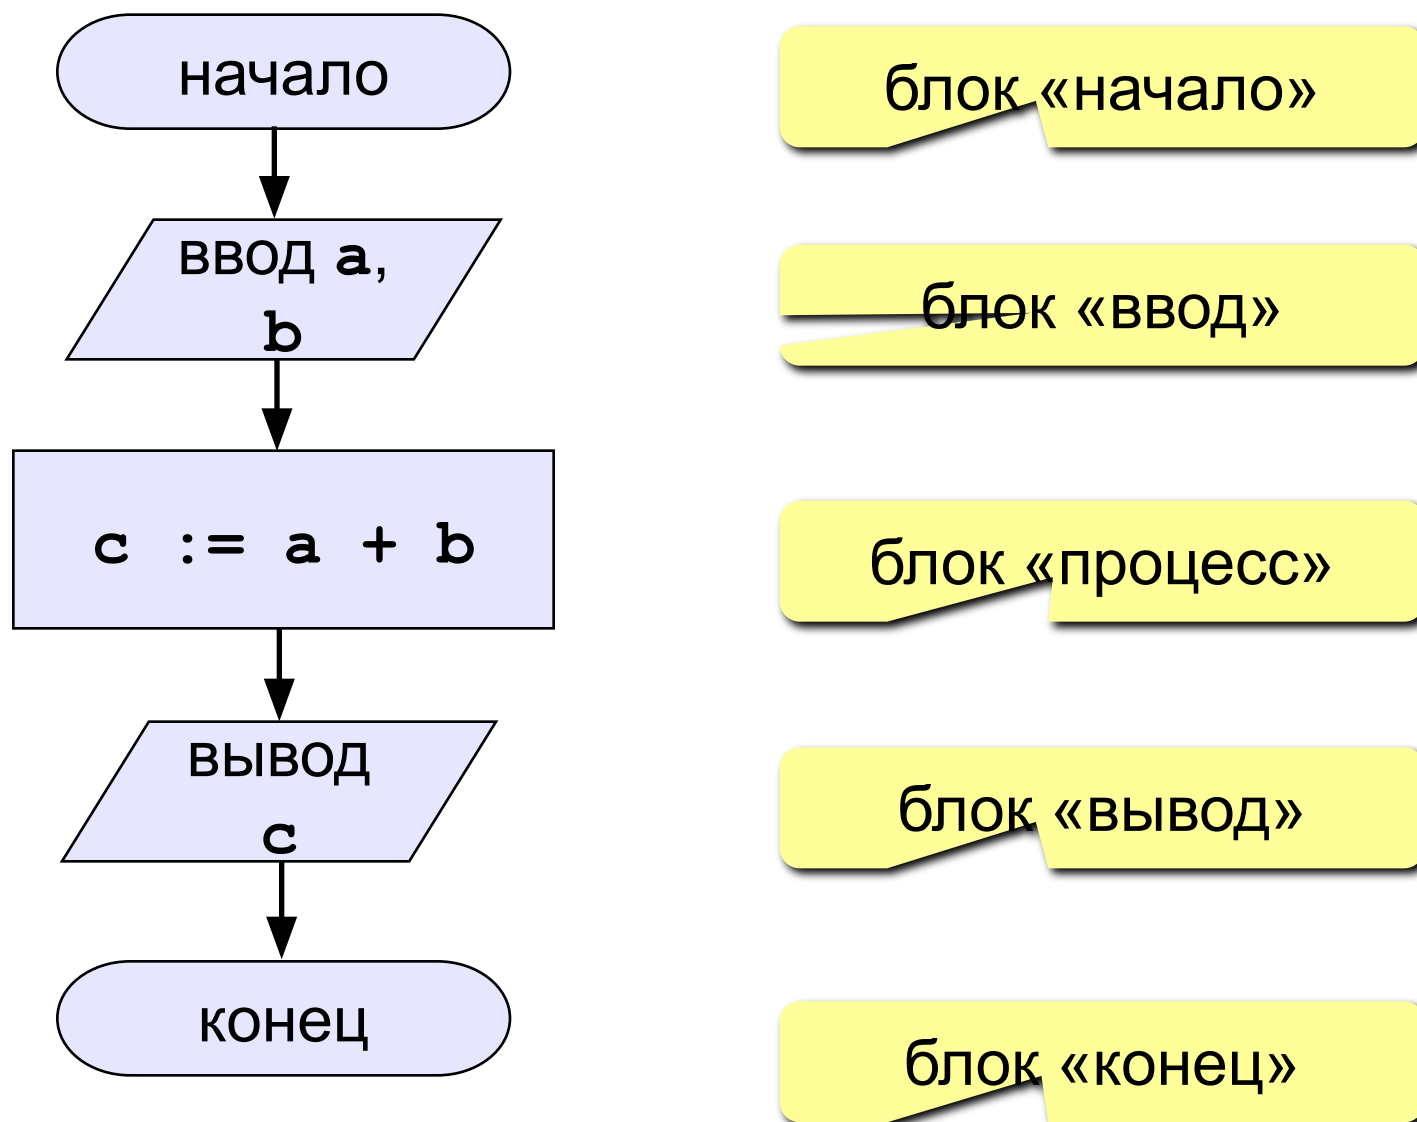 начало
блок «начало»
ввод a,
b
блок «ввод»
c := a + b
блок «процесс»
вывод
c
блок «вывод»
конец
блок «конец»